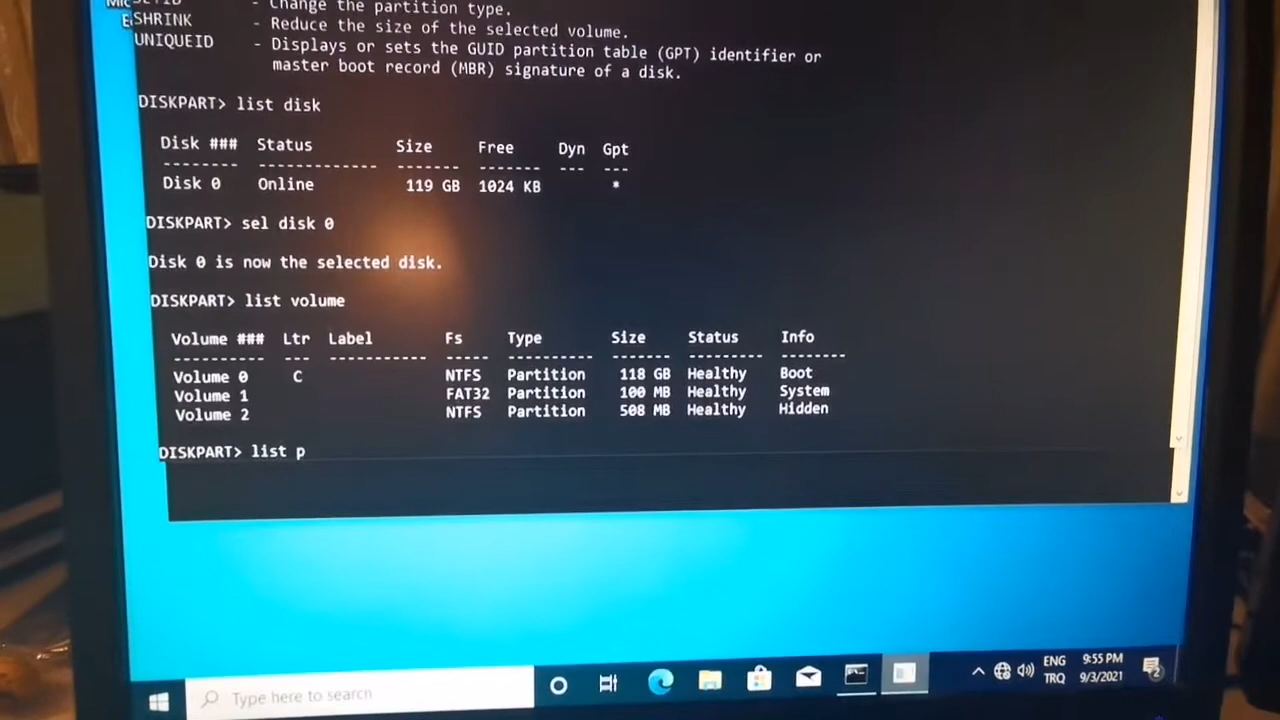 - Change the partition type.
SHRINK - Reduce the size of the selected volume.
UNIQUEID - Displays or sets the GUID partition table (GPT) identifier or
master boot record (MBR) signature of a disk.
DISKPART> list disk
Disk ### Status Size Free Dyn Gpt
-------- ------------- ------- ------- --- ---
Disk 0 Online 119 GB 1024 KB *
DISKPART> sel disk 0
Disk 0 is now the selected disk.
DISKPART> list volume
Volume ### Ltr Label Fs Type Size Status Info
---------- --- ----------- ----- ---------- ------- --------- --------
Volume 0 C NTFS Partition 118 GB Healthy Boot
Volume 1 FAT32 Partition 100 MB Healthy System
Volume 2 NTFS Partition 508 MB Healthy Hidden
DISKPART> list p
Type here to search
ENG
TRQ
9:55 PM
9/3/2021
2